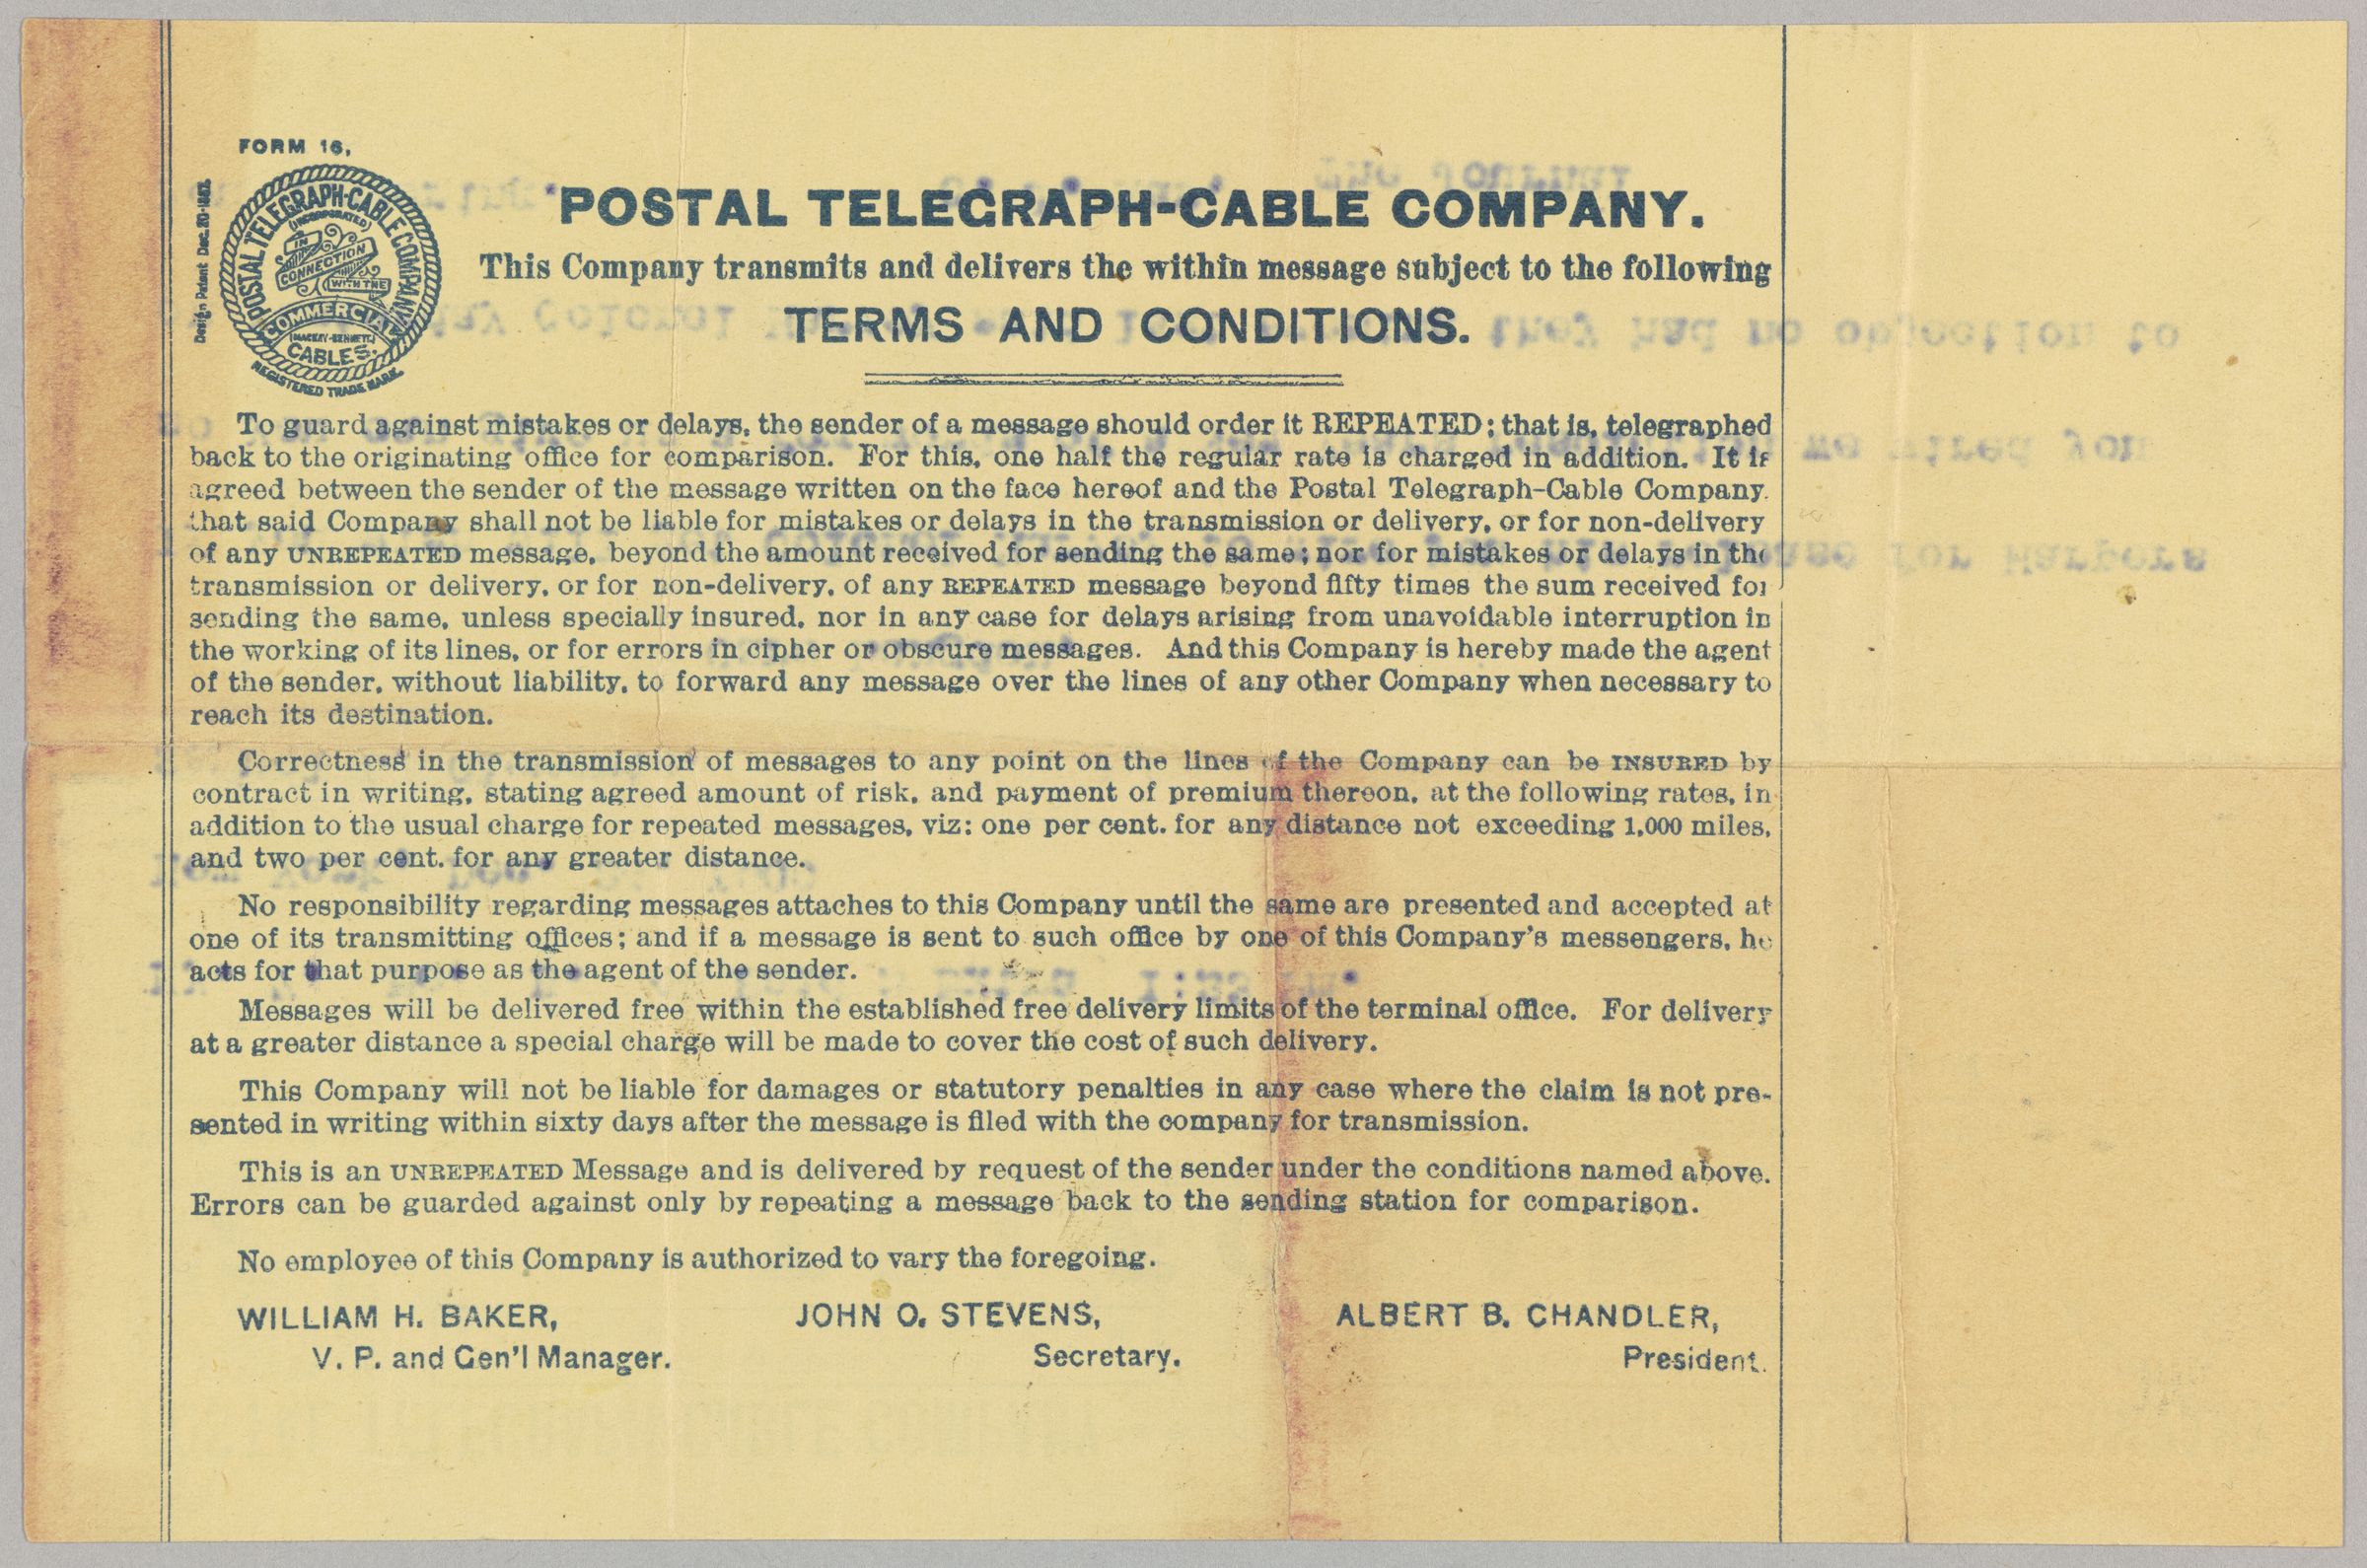 FORM 16,
Design Patent Dec. 20-1887.
POSTAL TELEGRAPH-CABLE COMPANY
(INCORPORATED)
IN
CONNECTION
WITH THE
COMMERCIAL
(MACKAY-BENNETT)
CABLES.
REGISTERED TRADE MARK.
POSTAL TELEGRAPH-CABLE COMPANY.
This Company transmits and delivers the within message subject to the following
TERMS AND CONDITIONS.
To guard against mistakes or delays, the sender of a message should order it REPEATED; that is, telegraphed
back to the originating office for comparison. For this, one half the regular rate is charged in addition. It is
agreed between the sender of the message written on the face hereof and the Postal Telegraph-Cable Company.
that said Company shall not be liable for mistakes or delays in the transmission or delivery, or for non-delivery
of any UNREPEATED message, beyond the amount received for sending the same; nor for mistakes or delays in the
transmission or delivery, or for non-delivery, of any REPEATED message beyond fifty times the sum received for
sending the same, unless specially insured, nor in any case for delays arising from unavoidable interruption in
the working of its lines, or for errors in cipher or obscure messages. And this Company is hereby made the agent
of the sender, without liability, to forward any message over the lines of any other Company when necessary to
reach its destination.
Correctness in the transmission of messages to any point on the lines of the Company can be INSURED by
contract in writing, stating agreed amount of risk, and payment of premium thereon, at the following rates, in
addition to the usual charge for repeated messages, viz: one per cent. for any distance not exceeding 1,000 miles,
and two per cent. for any greater distance.
No responsibility regarding messages attaches to this Company until the same are presented and accepted at
one of its transmitting offices; and if a message is sent to such office by one of this Company's messengers, he
acts for that purpose as the agent of the sender.
Messages will be delivered free within the established free delivery limits of the terminal office. For delivery
at a greater distance a special charge will be made to cover the cost of such delivery.
This Company will not be liable for damages or statutory penalties in any case where the claim is not pre-
sented in writing within sixty days after the message is filed with the company for transmission.
This is an UNREPEATED Message and is delivered by request of the sender under the conditions named above.
Errors can be guarded against only by repeating a message back to the sending station for comparison.
No employee of this Company is authorized to vary the foregoing.
WILLIAM H. BAKER, JOHN O. STEVENS, ALBERT B. CHANDLER,
V. P. and Gen'l Manager. Secretary. President.